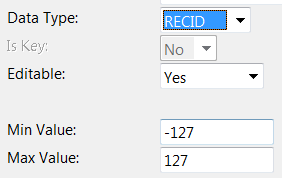 Data Type: RECID
Is Key: No
Editable: Yes
Min Value: -127
Max Value: 127